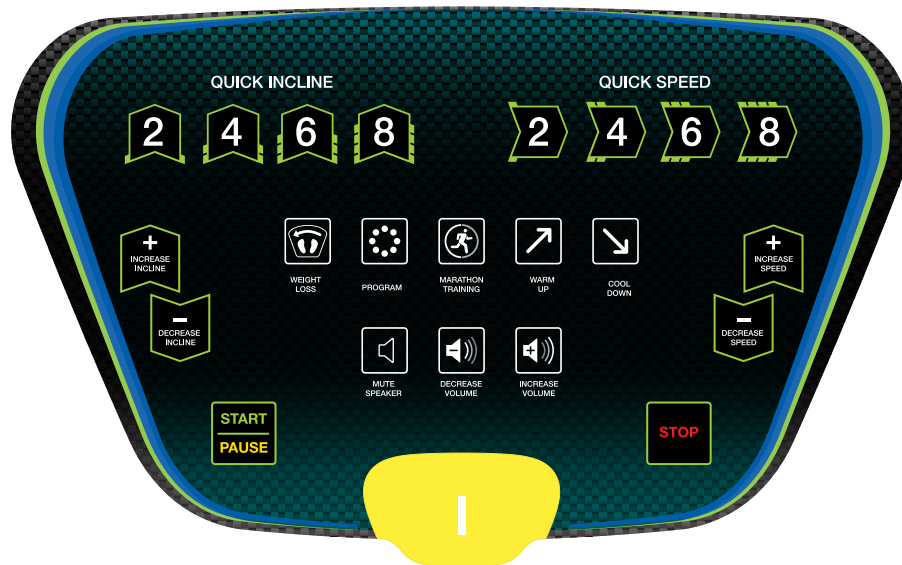 QUICK INCLINE
QUICK SPEED
2 4 6 8
2 4 6 8
+
INCREASE
INCLINE
-
DECREASE
INCLINE
WEIGHT
LOSS
PROGRAM
MARATHON
TRAINING
WARM
UP
COOL
DOWN
+
INCREASE
SPEED
-
DECREASE
SPEED
MUTE
SPEAKER
DECREASE
VOLUME
INCREASE
VOLUME
START
PAUSE
STOP